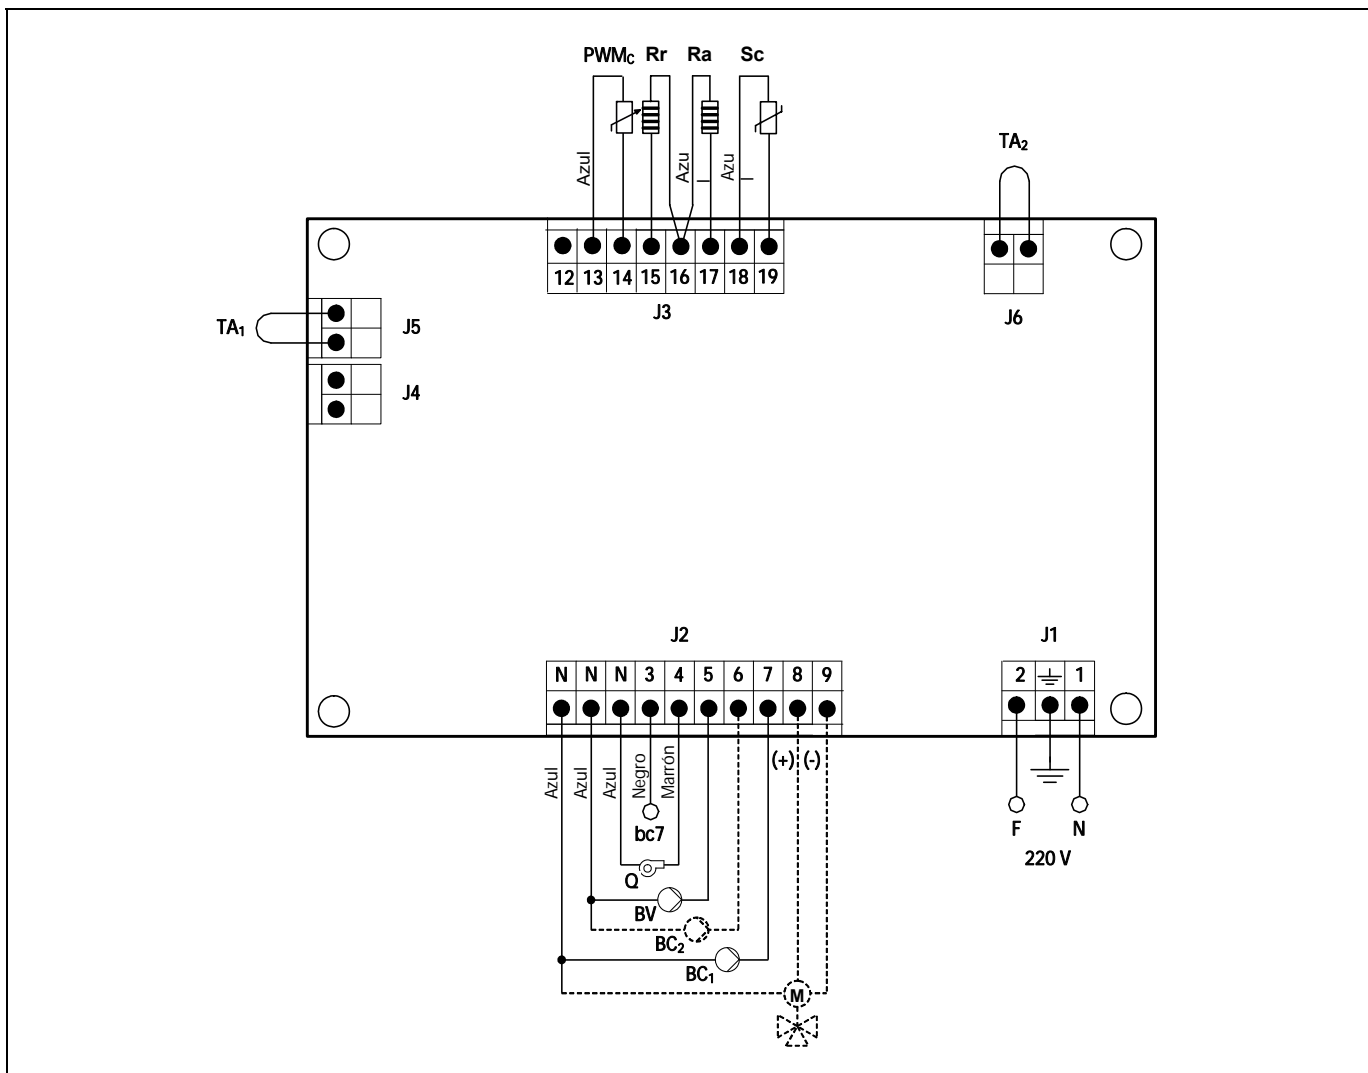 PWMC Rr Ra Sc
Azul
Azul
Azul
TA2
12 13 14 15 16 17 18 19
J3
J6
TA1
J5
J4
J2
J1
N N N 3 4 5 6 7 8 9
2 1
Azul
Azul
Azul
Negro
Marrón
(+) (-)
bc7
F N
220 V
Q
BV
BC2
BC1
M